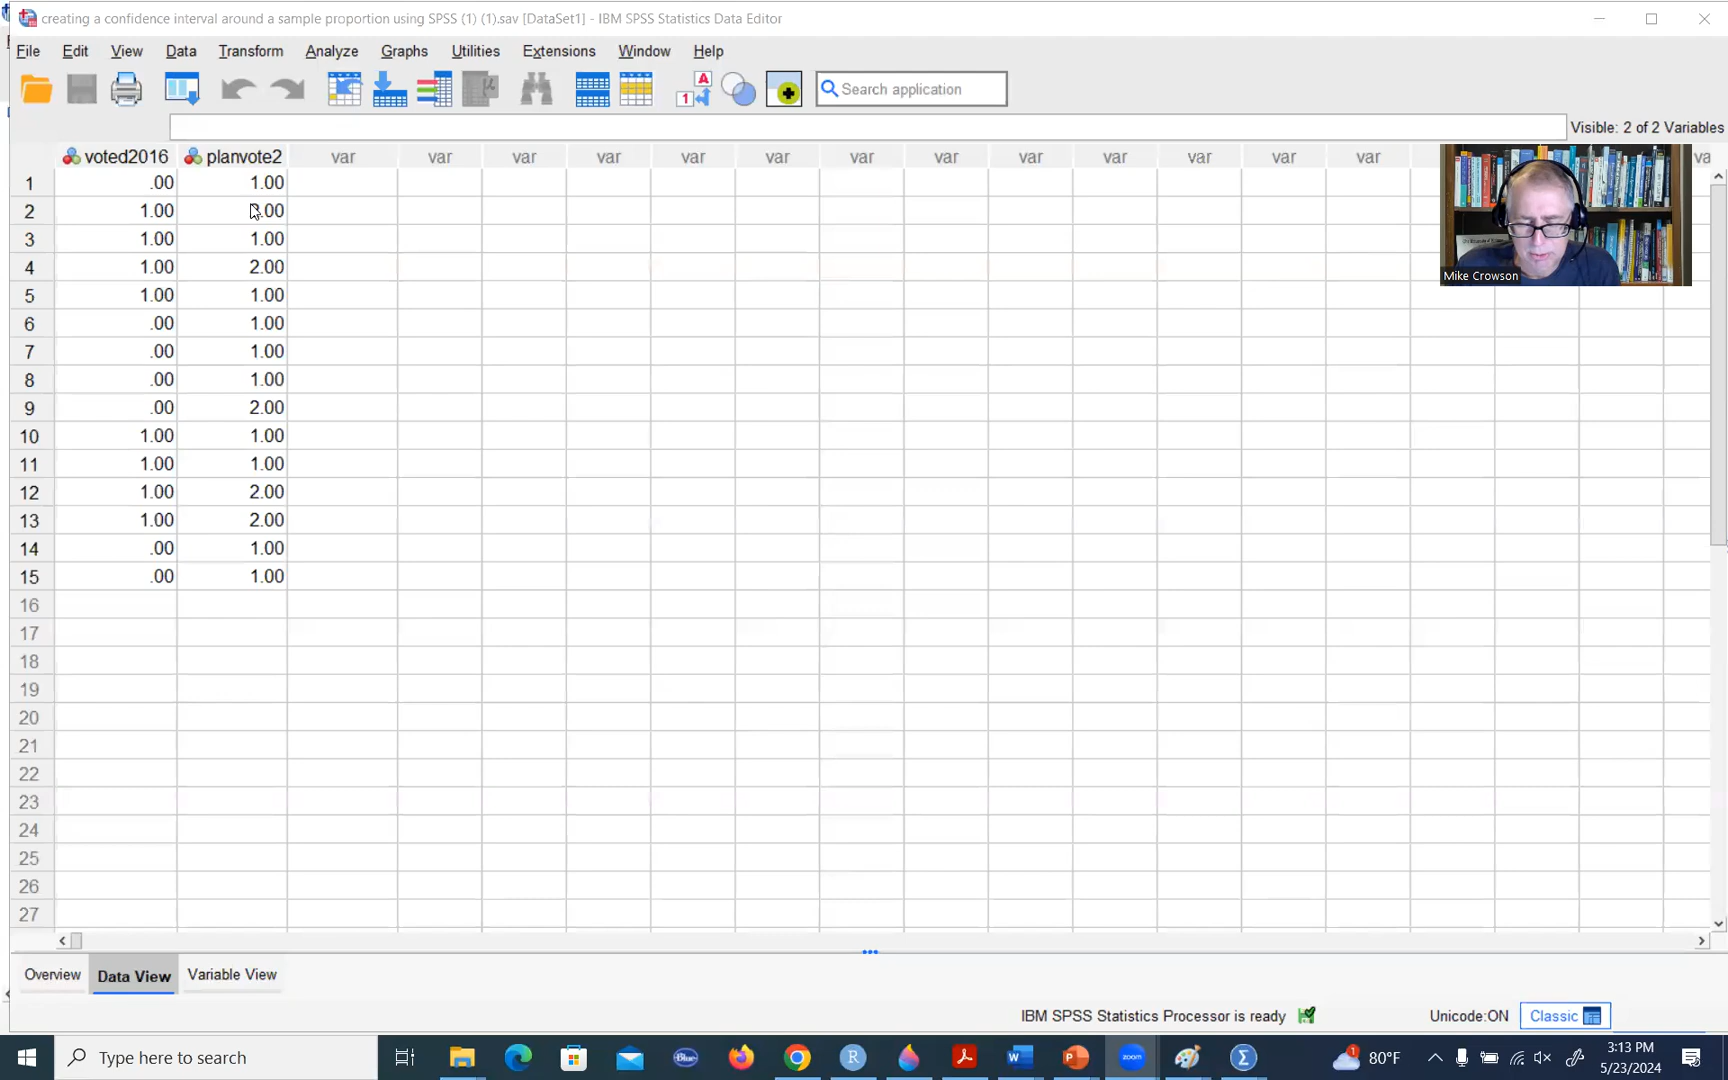 creating a confidence interval around a sample proportion using SPSS (1) (1).sav [DataSet1] - IBM SPSS Statistics Data Editor
File Edit View Data Transform Analyze Graphs Utilities Extensions Window Help
Search application
Visible: 2 of 2 Variables
voted2016 planvote2 var var var var var var var var var var var var var va
1 .00 1.00
2 1.00 .00
3 1.00 1.00
4 1.00 2.00
5 1.00 1.00
6 .00 1.00
7 .00 1.00
8 .00 1.00
9 .00 2.00
10 1.00 1.00
11 1.00 1.00
12 1.00 2.00
13 1.00 2.00
14 .00 1.00
15 .00 1.00
16
17
18
19
20
21
22
23
24
25
26
27
Mike Crowson
Overview Data View Variable View
IBM SPSS Statistics Processor is ready Unicode:ON Classic
Type here to search
Blue
zoom
80°F
3:13 PM
5/23/2024